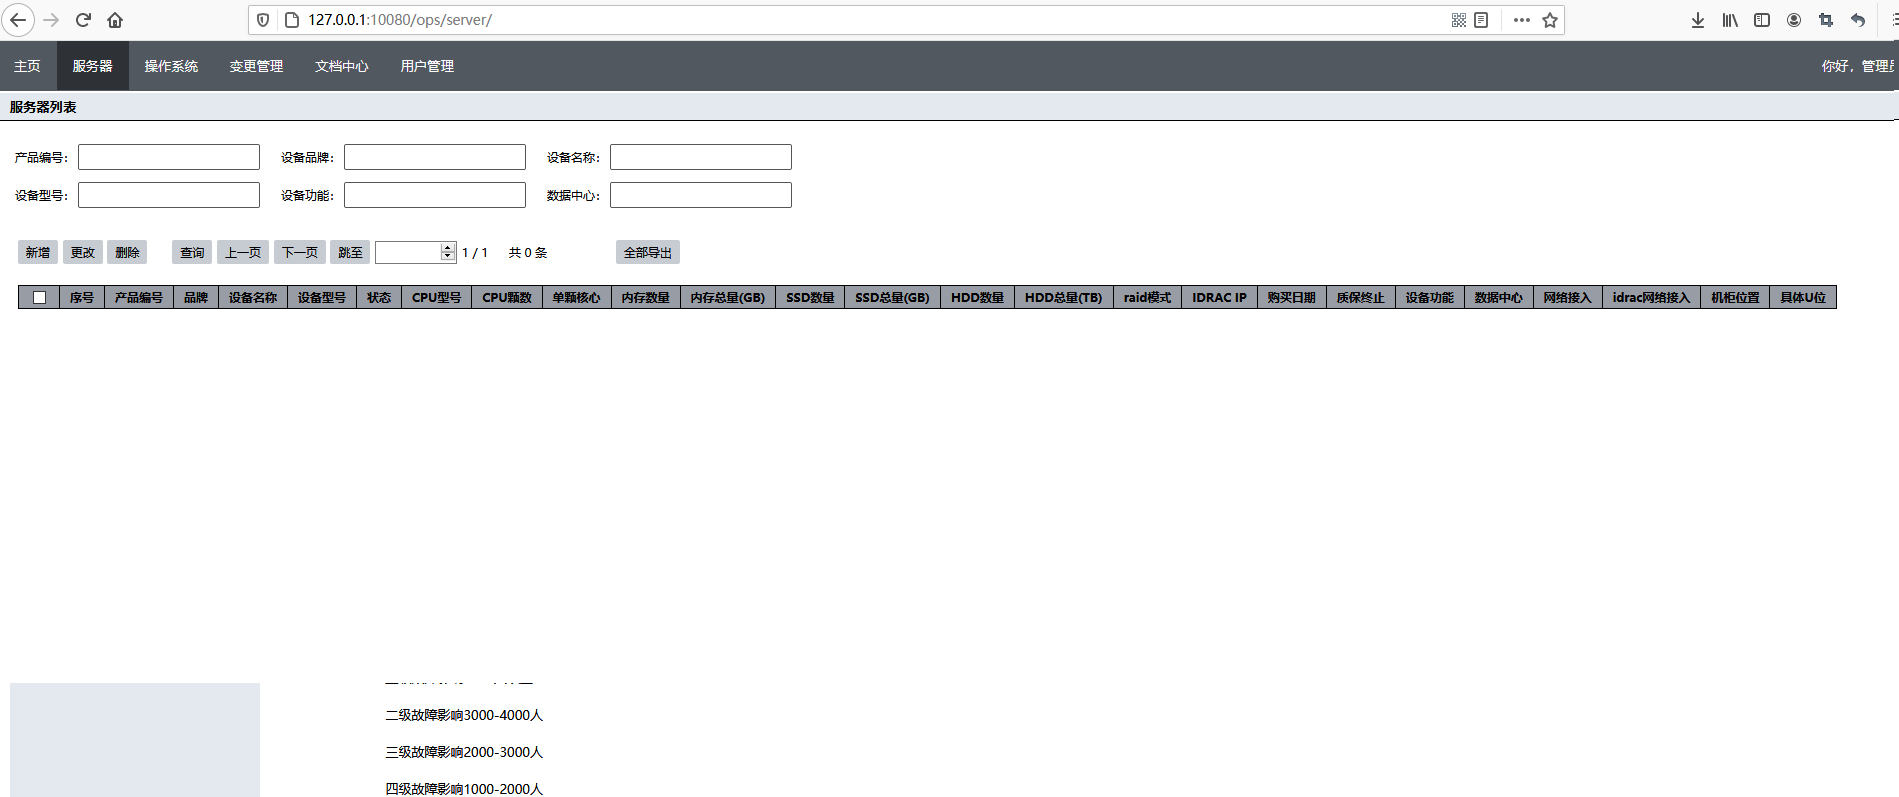 127.0.0.1:10080/ops/server/
主页 服务器 操作系统 变更管理 文档中心 用户管理 你好，管理员
服务器列表
产品编号： 设备品牌： 设备名称：
设备型号： 设备功能： 数据中心：
新增 更改 删除 查询 上一页 下一页 跳至 1 / 1 共 0 条 全部导出
序号 产品编号 品牌 设备名称 设备型号 状态 CPU型号 CPU颗数 单颗核心 内存数量 内存总量(GB) SSD数量 SSD总量(GB) HDD数量 HDD总量(TB) raid模式 IDRAC IP 购买日期 质保终止 设备功能 数据中心 网络接入 idrac网络接入 机柜位置 具体U位
二级故障影响3000-4000人
三级故障影响2000-3000人
四级故障影响1000-2000人